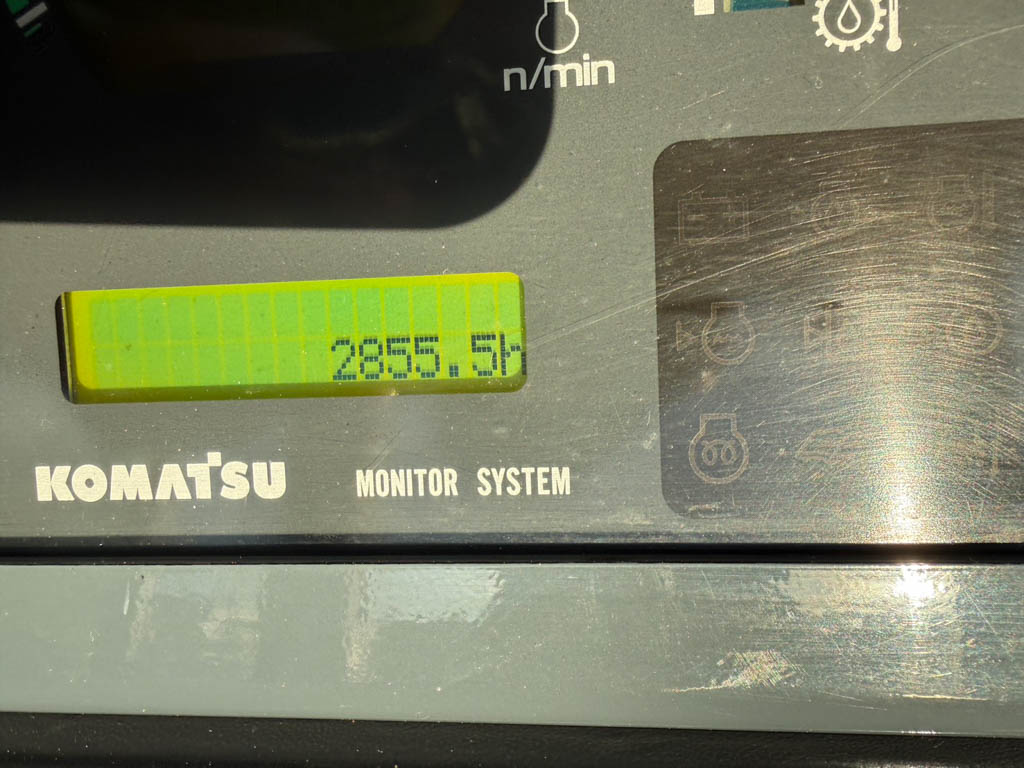 n/min
2855.5h
KOMATSU MONITOR SYSTEM